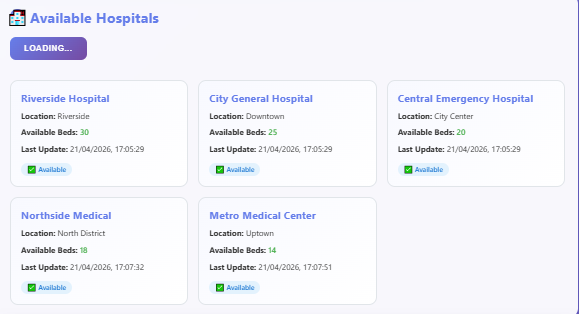 Available Hospitals
LOADING...
Riverside Hospital
Location: Riverside
Available Beds: 30
Last Update: 21/04/2026, 17:05:29
✅ Available
City General Hospital
Location: Downtown
Available Beds: 25
Last Update: 21/04/2026, 17:05:29
✅ Available
Central Emergency Hospital
Location: City Center
Available Beds: 20
Last Update: 21/04/2026, 17:05:29
✅ Available
Northside Medical
Location: North District
Available Beds: 18
Last Update: 21/04/2026, 17:07:32
✅ Available
Metro Medical Center
Location: Uptown
Available Beds: 14
Last Update: 21/04/2026, 17:07:51
✅ Available